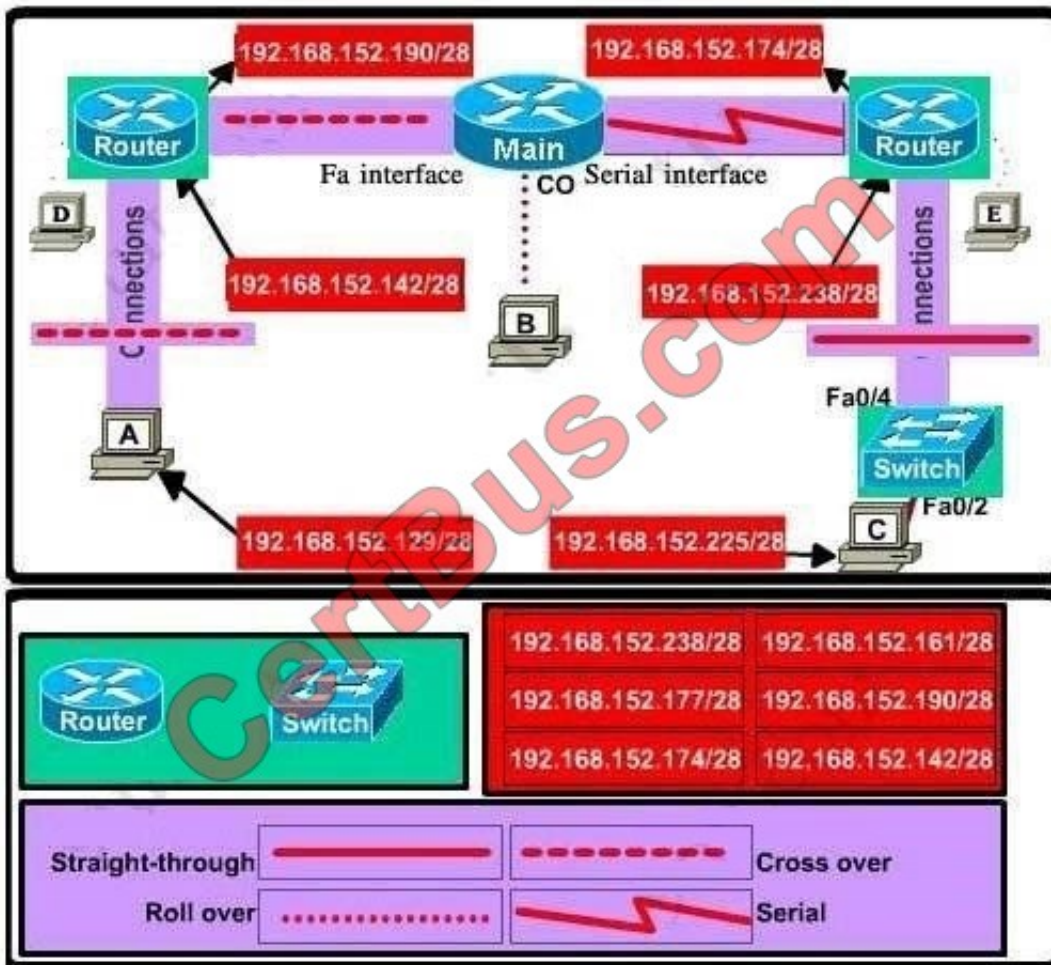 192.168.152.190/28
192.168.152.174/28
Router
Main
Router
Fa interface
CO
Serial interface
D
E
Connections
nnections
192.168.152.142/28
192.168.152.238/28
B
Fa0/4
A
Switch
Fa0/2
C
192.168.152.129/28
192.168.152.225/28
CertBus.com
192.168.152.238/28
192.168.152.161/28
Router
Switch
192.168.152.177/28
192.168.152.190/28
192.168.152.174/28
192.168.152.142/28
Straight-through
Cross over
Roll over
Serial